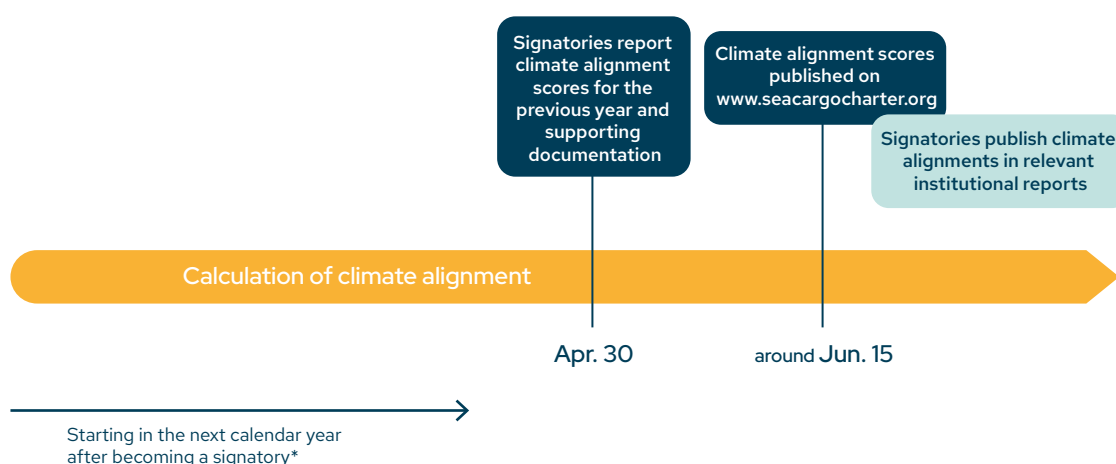 Signatories report
climate alignment
scores for the
previous year and
supporting
documentation
Climate alignment scores
published on
www.seacargocharter.org
Signatories publish climate
alignments in relevant
institutional reports
Calculation of climate alignment
Apr. 30
around Jun. 15
Starting in the next calendar year
after becoming a signatory*